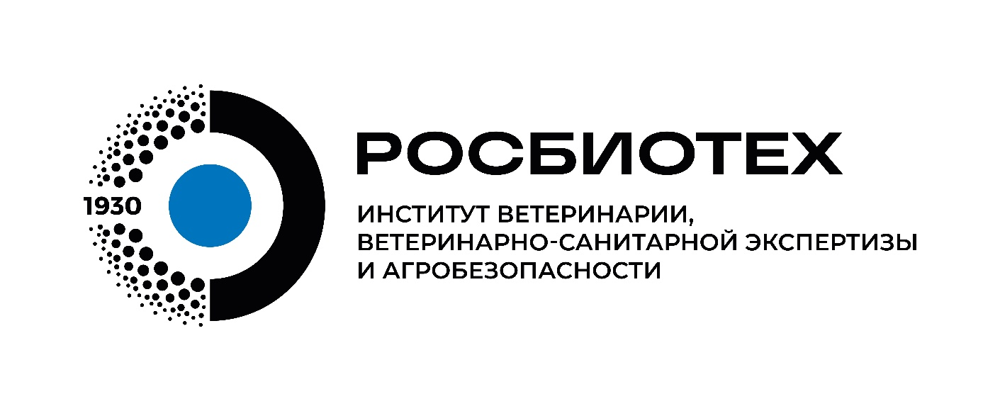 1930
РОСБИОТЕХ
ИНСТИТУТ ВЕТЕРИНАРИИ,
ВЕТЕРИНАРНО-САНИТАРНОЙ ЭКСПЕРТИЗЫ
И АГРОБЕЗОПАСНОСТИ